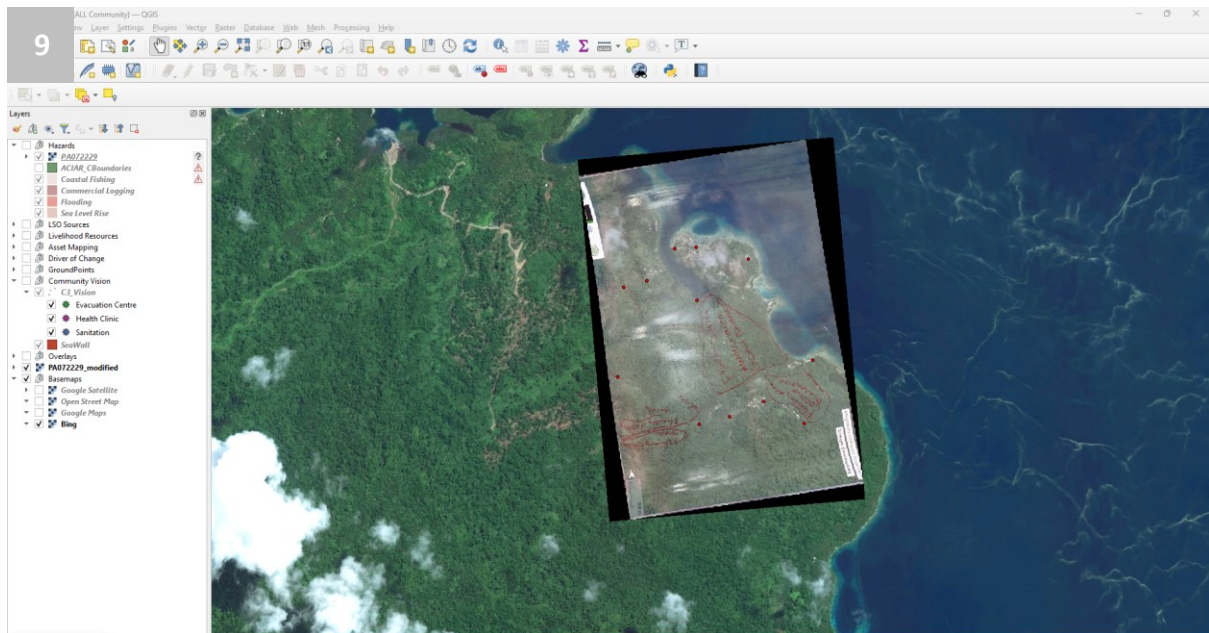 (ALL Community) — QGIS
9
Layer Settings Plugins Vector Raster Database Web Mesh Processing Help
Layers
Hazards
PA072229
ACIAR_CBoundaries
Coastal Fishing
Commercial Logging
Flooding
Sea Level Rise
LSO Sources
Livelihood Resources
Asset Mapping
Driver of Change
GroundPoints
Community Vision
C3_Vision
Evacuation Centre
Health Clinic
Sanitation
SeaWall
Overlays
PA072229_modified
Basemaps
Google Satellite
Open Street Map
Google Maps
Bing